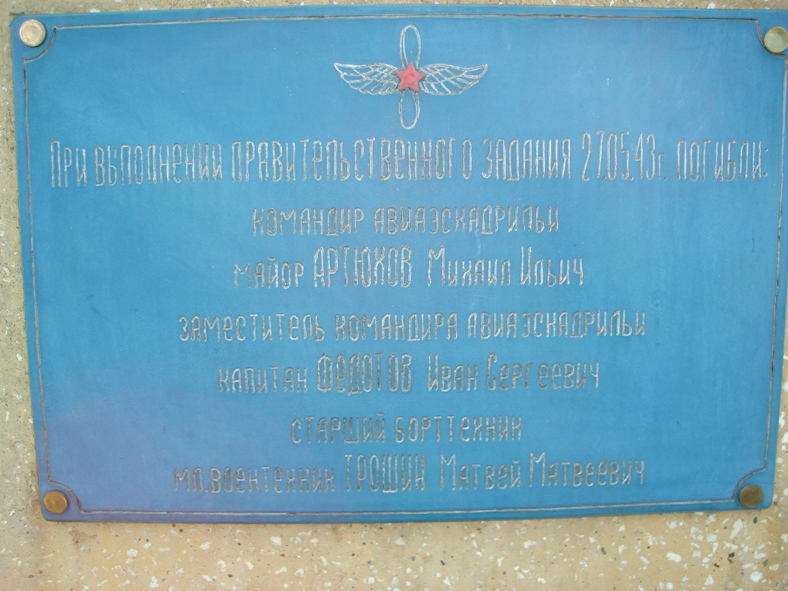 При выполнении правительственного задания 27.05.43г. погибли:
командир авиаэскадрильи
майор АРТЮХОВ Михаил Ильич
заместитель командира авиаэскадрильи
капитан ФЕДОТОВ Иван Сергеевич
старший борттехник
мл.воентехник ТРОШИН Матвей Матвеевич